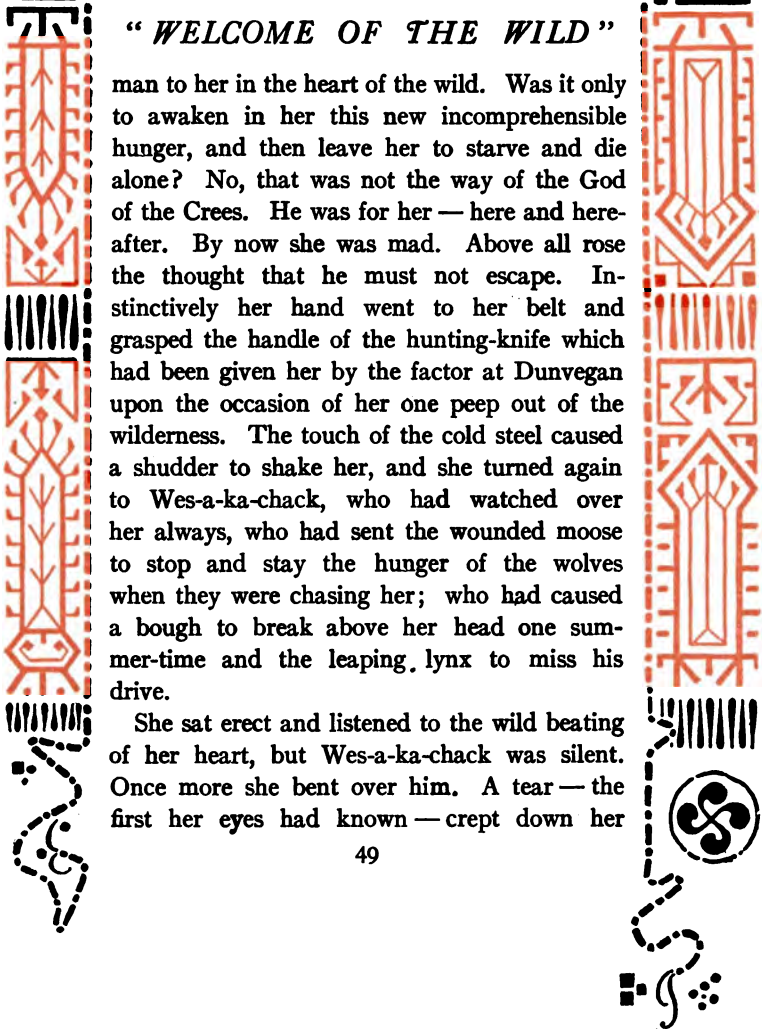 “WELCOME OF THE WILD”
man to her in the heart of the wild. Was it only
to awaken in her this new incomprehensible
hunger, and then leave her to starve and die
alone? No, that was not the way of the God
of the Crees. He was for her — here and here-
after. By now she was mad. Above all rose
the thought that he must not escape. In-
stinctively her hand went to her belt and
grasped the handle of the hunting-knife which
had been given her by the factor at Dunvegan
upon the occasion of her one peep out of the
wilderness. The touch of the cold steel caused
a shudder to shake her, and she turned again
to Wes-a-ka-chack, who had watched over
her always, who had sent the wounded moose
to stop and stay the hunger of the wolves
when they were chasing her; who had caused
a bough to break above her head one sum-
mer-time and the leaping lynx to miss his
drive.
She sat erect and listened to the wild beating
of her heart, but Wes-a-ka-chack was silent.
Once more she bent over him. A tear — the
first her eyes had known — crept down her
49